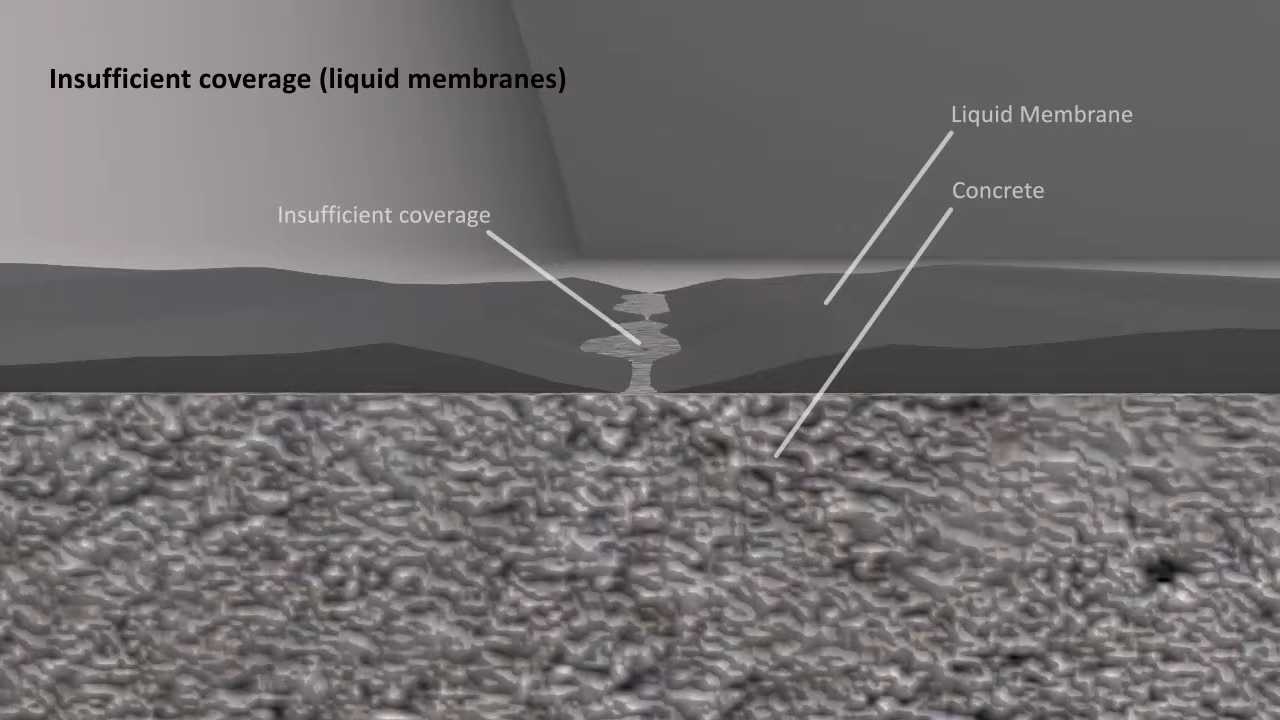 Insufficient coverage (liquid membranes)
Liquid Membrane
Concrete
Insufficient coverage